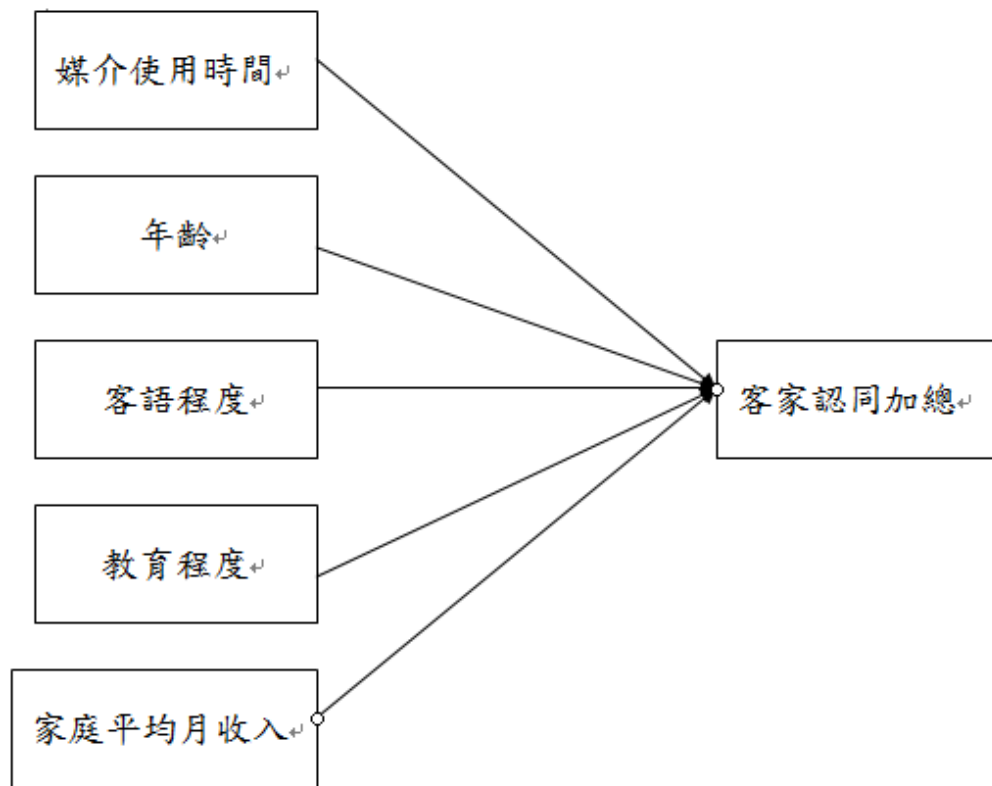 媒介使用時間
年齡
客語程度
客家認同加總
教育程度
家庭平均月收入